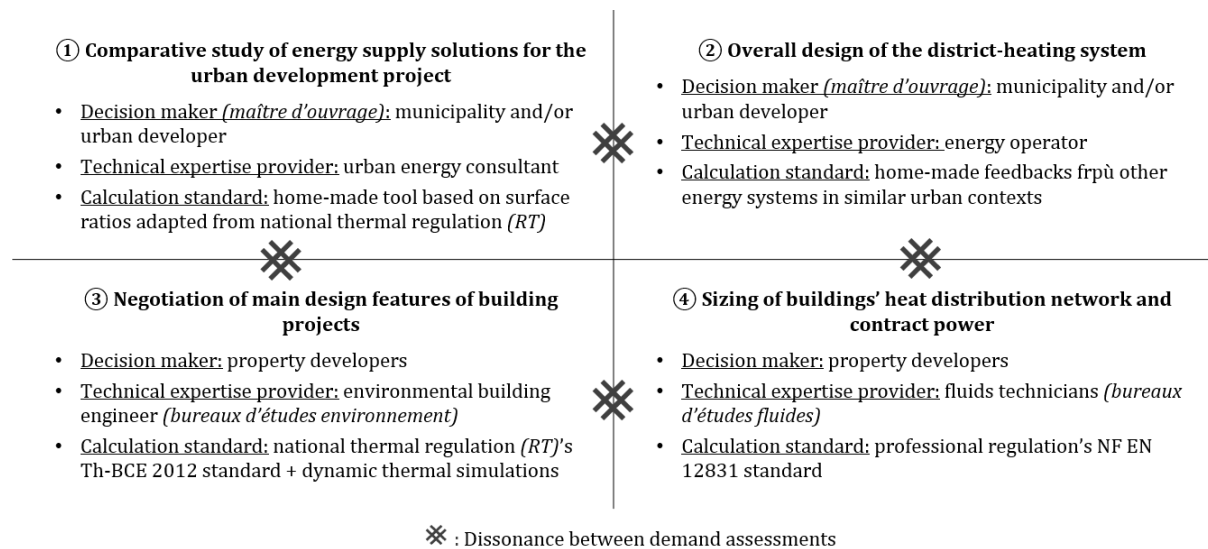 ① Comparative study of energy supply solutions for the
urban development project
• Decision maker (maître d'ouvrage): municipality and/or
urban developer
• Technical expertise provider: urban energy consultant
• Calculation standard: home-made tool based on surface
ratios adapted from national thermal regulation (RT)
② Overall design of the district-heating system
• Decision maker (maître d'ouvrage): municipality and/or
urban developer
• Technical expertise provider: energy operator
• Calculation standard: home-made feedbacks frpù other
energy systems in similar urban contexts
③ Negotiation of main design features of building
projects
• Decision maker: property developers
• Technical expertise provider: environmental building
engineer (bureaux d'études environnement)
• Calculation standard: national thermal regulation (RT)'s
Th-BCE 2012 standard + dynamic thermal simulations
④ Sizing of buildings' heat distribution network and
contract power
• Decision maker: property developers
• Technical expertise provider: fluids technicians (bureaux
d'études fluides)
• Calculation standard: professional regulation's NF EN
12831 standard
: Dissonance between demand assessments